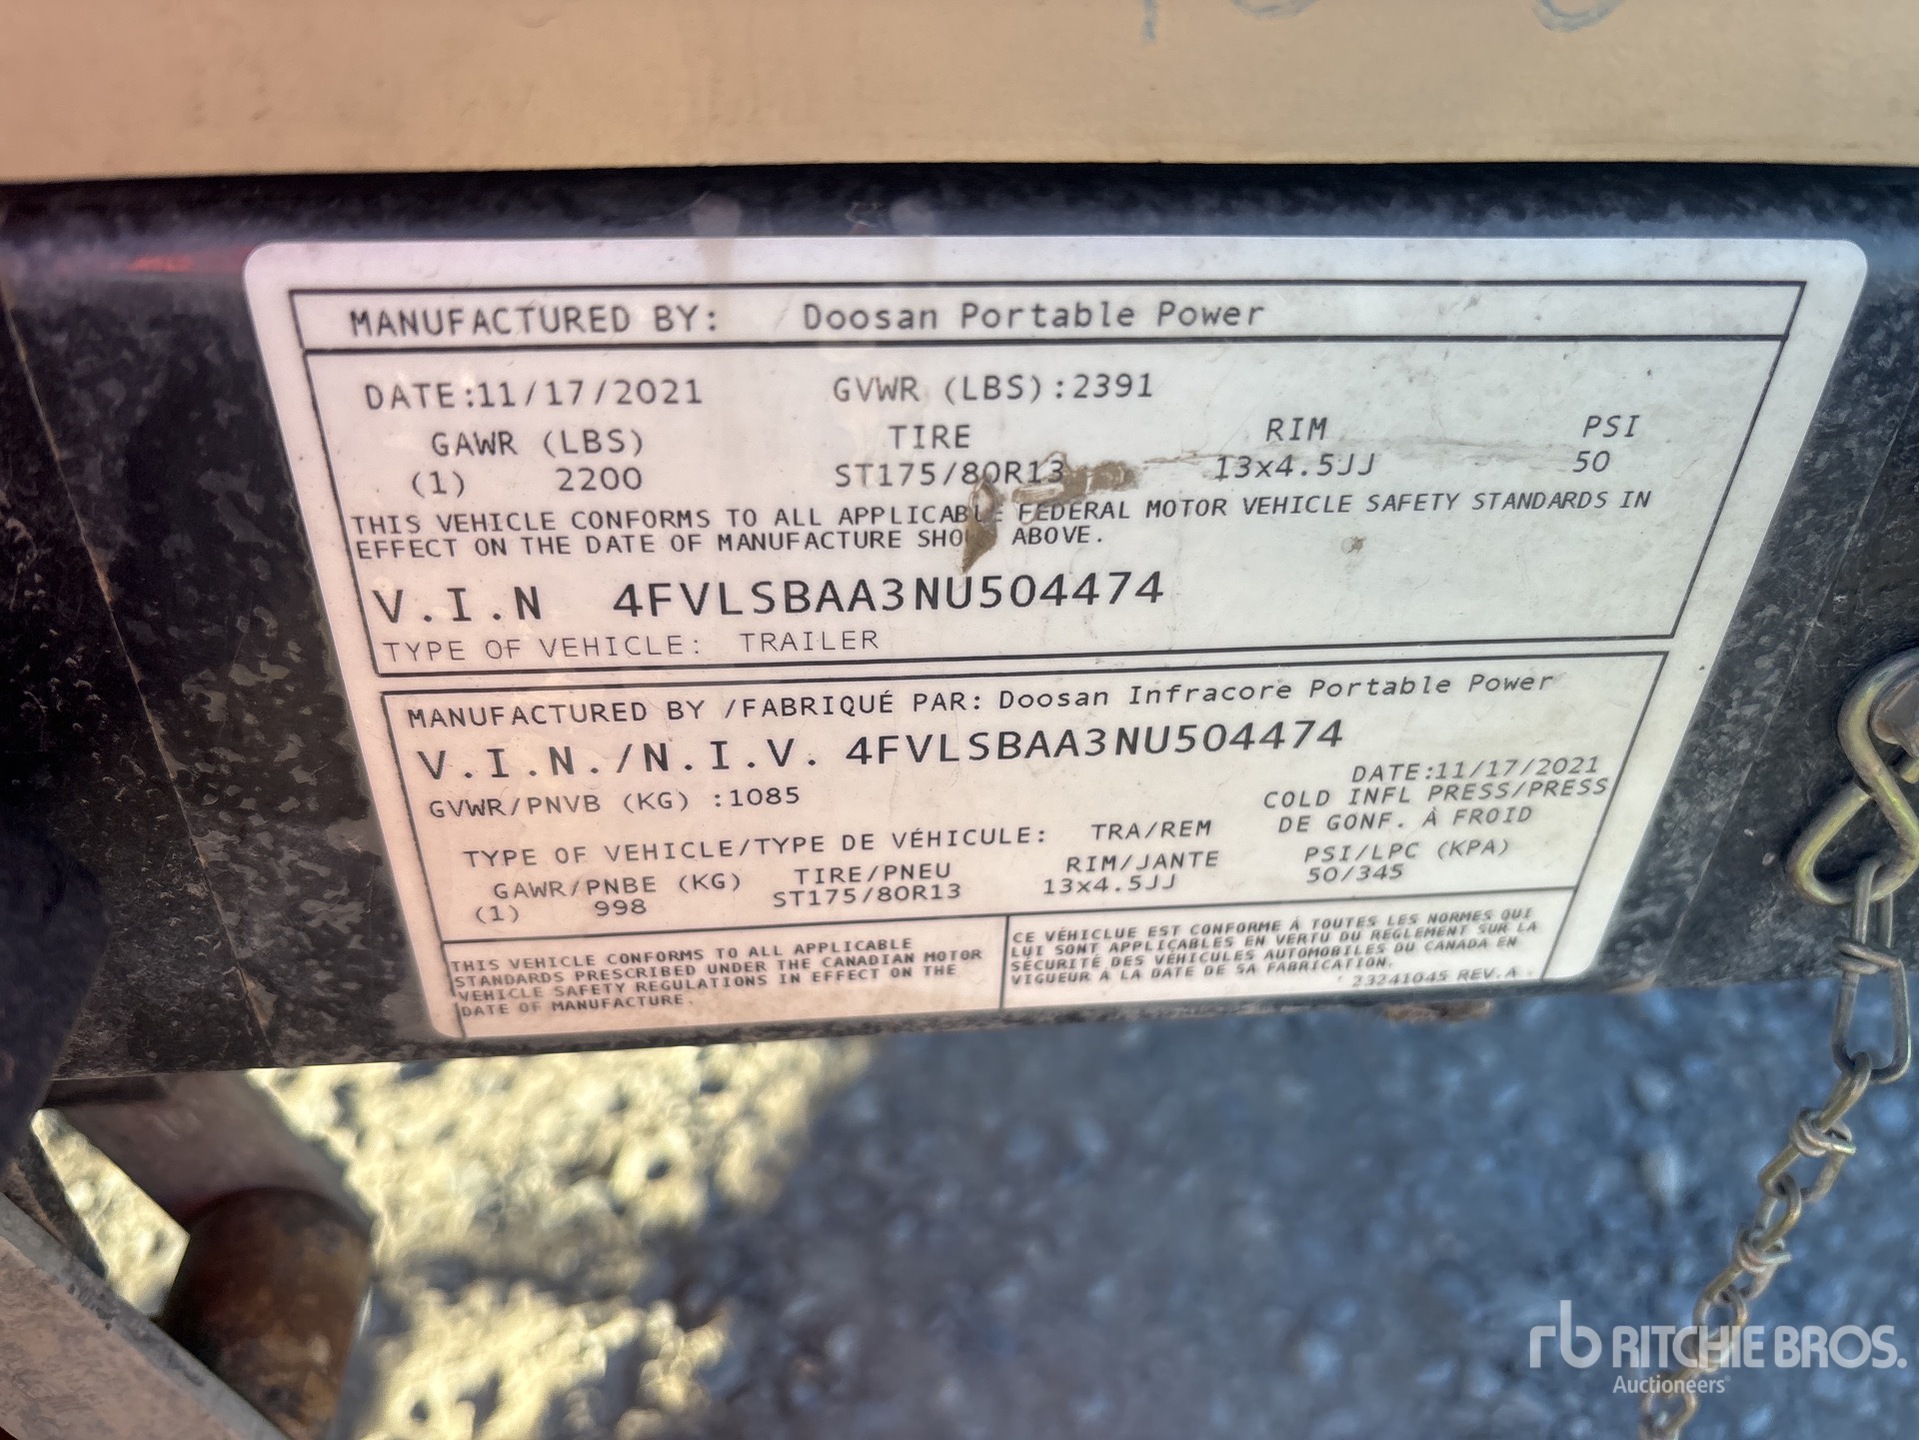 MANUFACTURED BY: Doosan Portable Power
DATE:11/17/2021 GVWR (LBS):2391
GAWR (LBS) TIRE RIM PSI
(1) 2200 ST175/80R13 13x4.5JJ 50
THIS VEHICLE CONFORMS TO ALL APPLICABLE FEDERAL MOTOR VEHICLE SAFETY STANDARDS IN
EFFECT ON THE DATE OF MANUFACTURE ABOVE.
V.I.N 4FVLSBAA3NU504474
TYPE OF VEHICLE: TRAILER
MANUFACTURED BY /FABRIQUÉ PAR: Doosan Infracore Portable Power
V.I.N./N.I.V. 4FVLSBAA3NU504474
DATE:11/17/2021
GVWR/PNVB (KG) :1085
COLD INFL PRESS/PRESS
DE GONF. À FROID
TYPE OF VEHICLE/TYPE DE VÉHICULE: TRA/REM
GAWR/PNBE (KG) TIRE/PNEU RIM/JANTE PSI/LPC (KPA)
(1) 998 ST175/80R13 13x4.5JJ 50/345
THIS VEHICLE CONFORMS TO ALL APPLICABLE
STANDARDS PRESCRIBED UNDER THE CANADIAN MOTOR
VEHICLE SAFETY REGULATIONS IN EFFECT ON THE
DATE OF MANUFACTURE.
CE VÉHICLUE EST CONFORME À TOUTES LES NORMES QUI
LUI SONT APPLICABLES EN VERTU DU RÈGLEMENT SUR LA
SÉCURITÉ DES VÉHICULES AUTOMOBILES DU CANADA EN
VIGUEUR À LA DATE DE SA FABRICATION.
23241045 REV.A
rb RITCHIE BROS.
Auctioneers